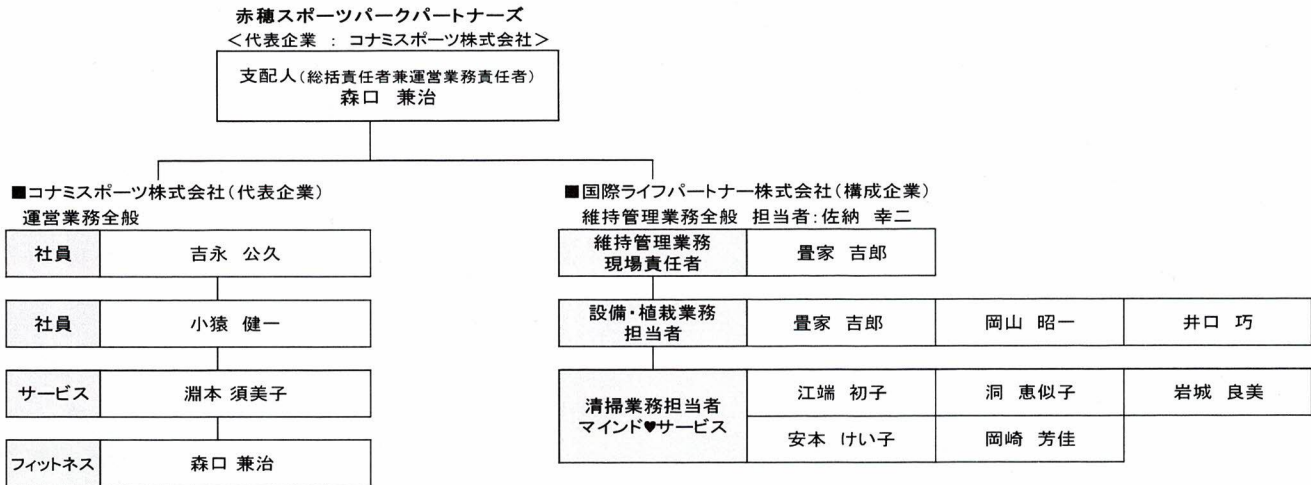 赤穂スポーツパークパートナーズ
＜代表企業 ： コナミスポーツ株式会社＞
支配人(総括責任者兼運営業務責任者)
森口 兼治
■コナミスポーツ株式会社(代表企業)
運営業務全般
社員 吉永 公久
社員 小猿 健一
サービス 淵本 須美子
フィットネス 森口 兼治
■国際ライフパートナー株式会社(構成企業)
維持管理業務全般 担当者:佐納 幸二
維持管理業務
現場責任者
畳家 吉郎
設備・植栽業務
担当者
畳家 吉郎 岡山 昭一 井口 巧
清掃業務担当者
マインド♥サービス
江端 初子 洞 恵似子 岩城 良美
安本 けい子 岡崎 芳佳